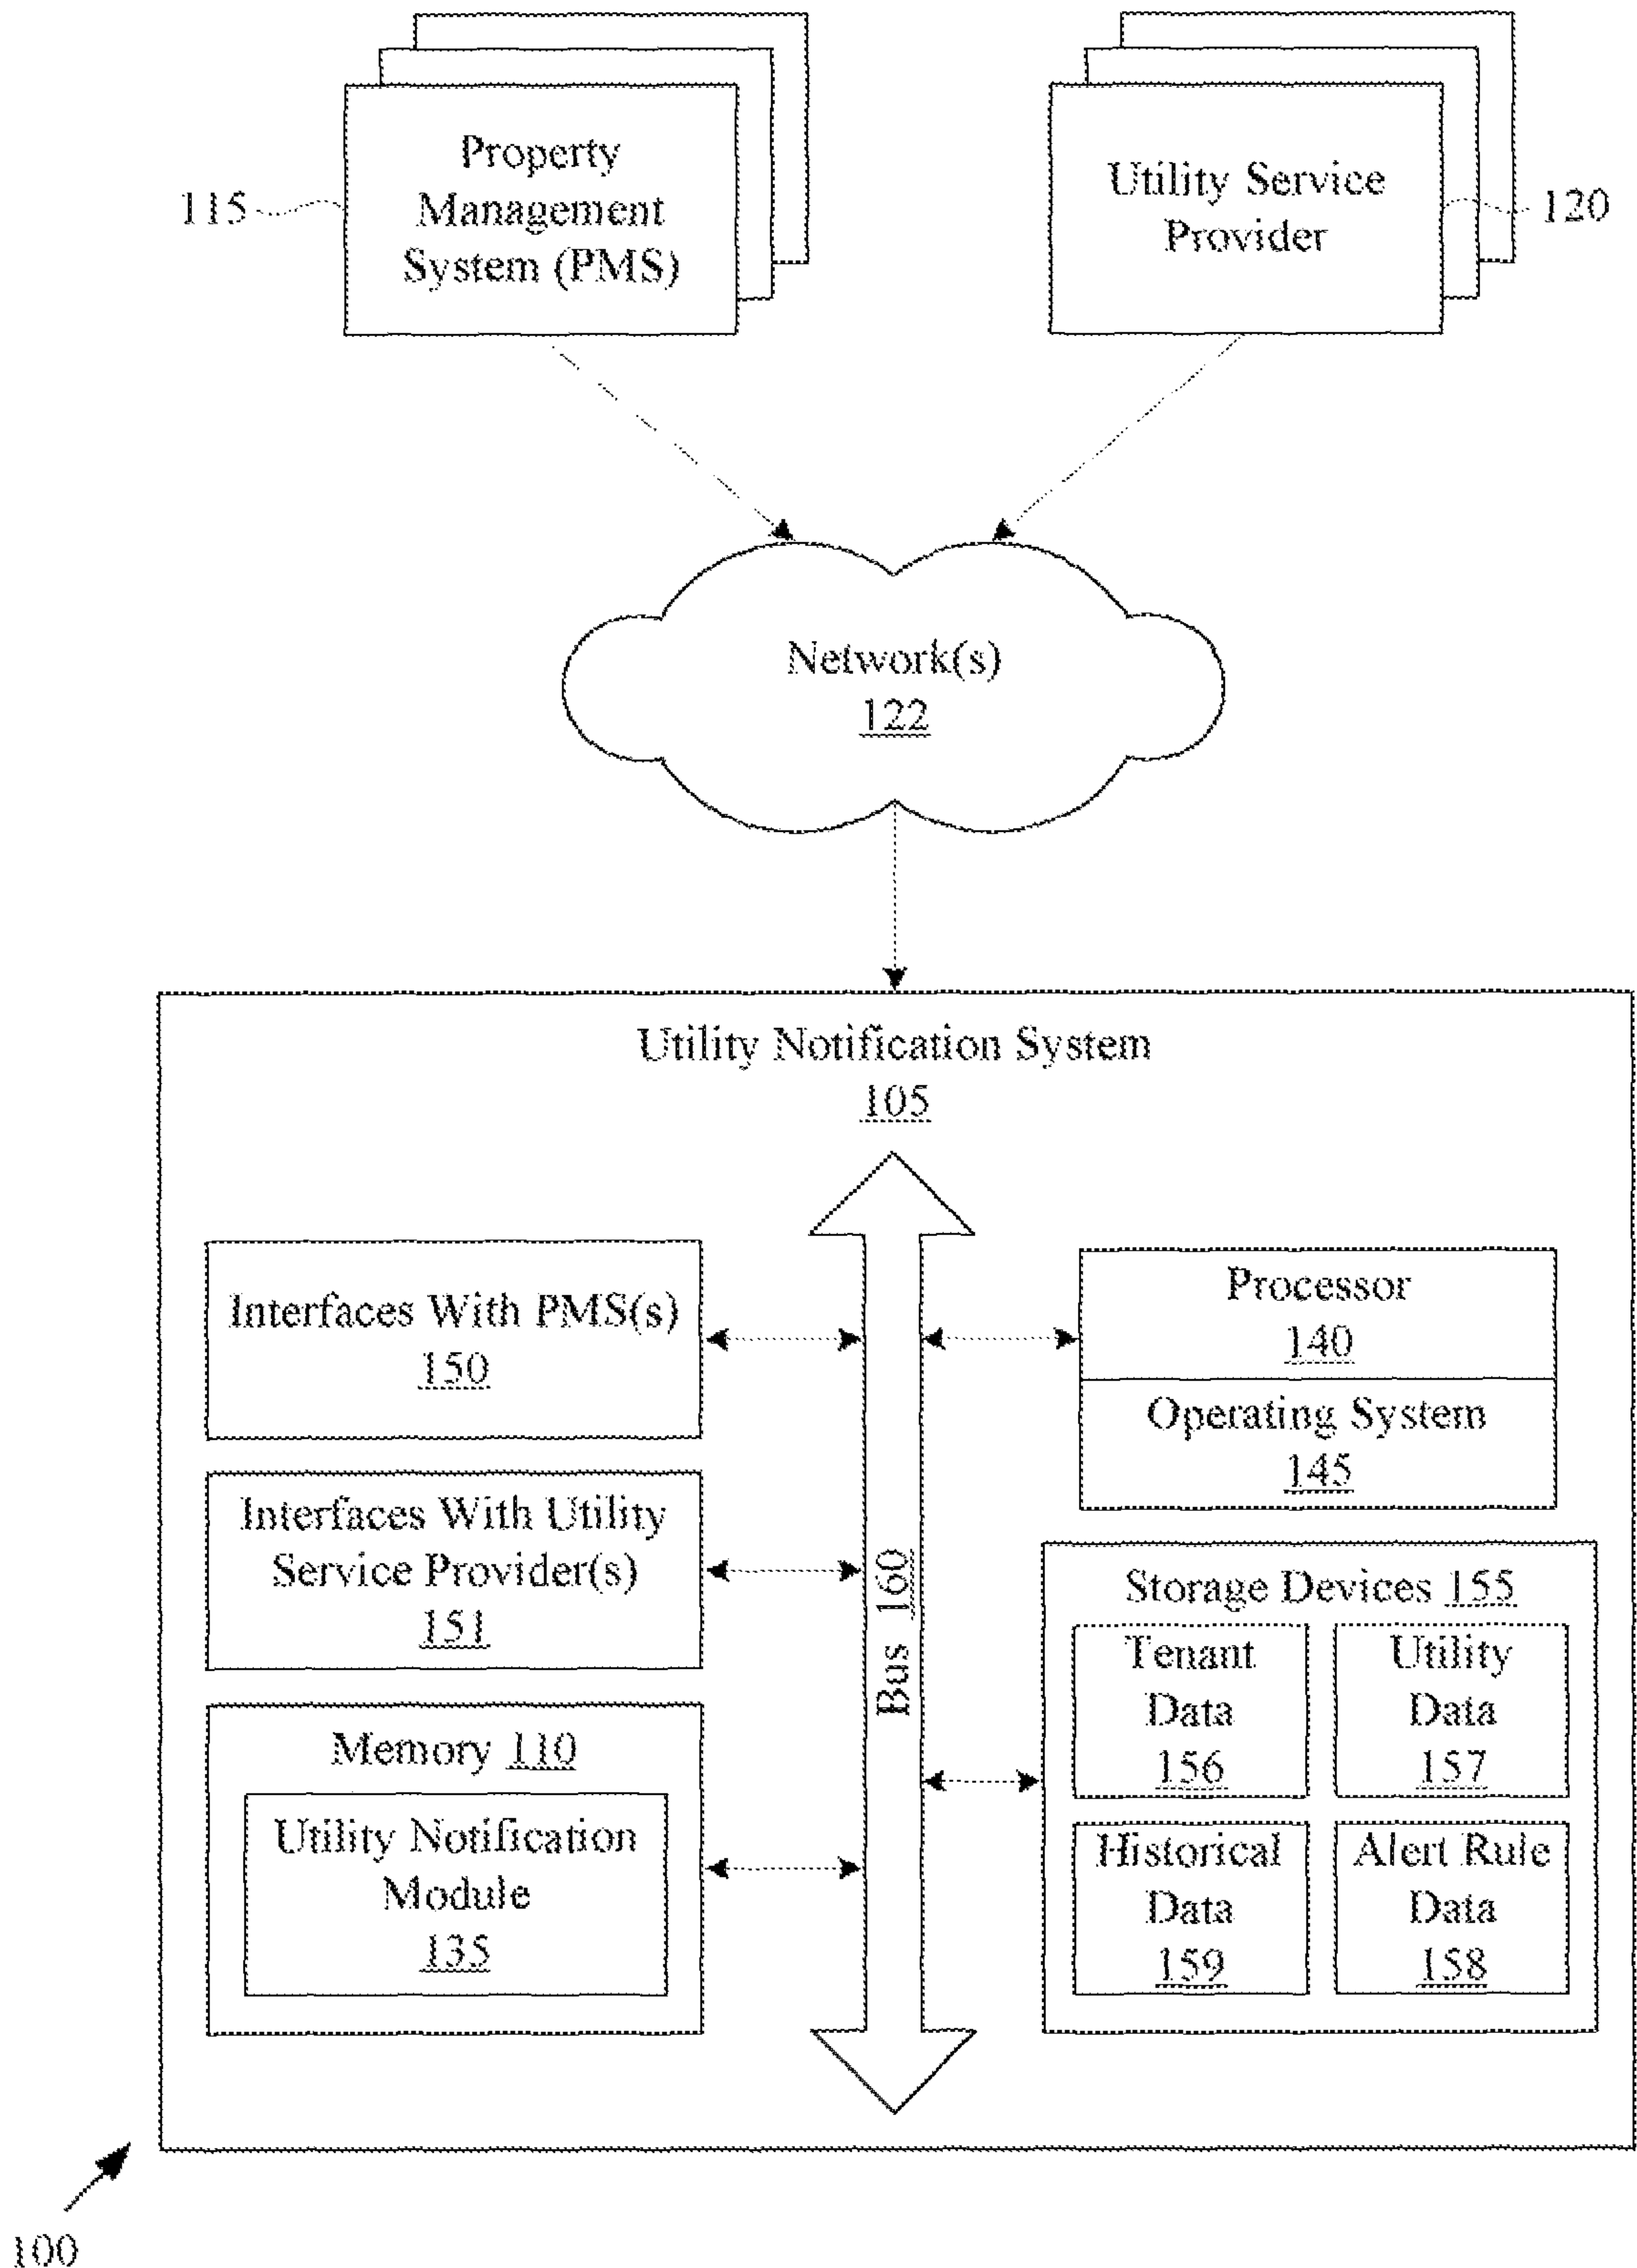 Property
Management
System (PMS)
115
Utility Service
Provider
120
Network(s)
122
Utility Notification System
105
Interfaces With PMS(s)
150
Processor
140
Operating System
145
Interfaces With Utility
Service Provider(s)
151
Bus 160
Storage Devices 155
Tenant
Data
156
Utility
Data
157
Memory 110
Utility Notification
Module
135
Historical
Data
159
Alert Rule
Data
158
100